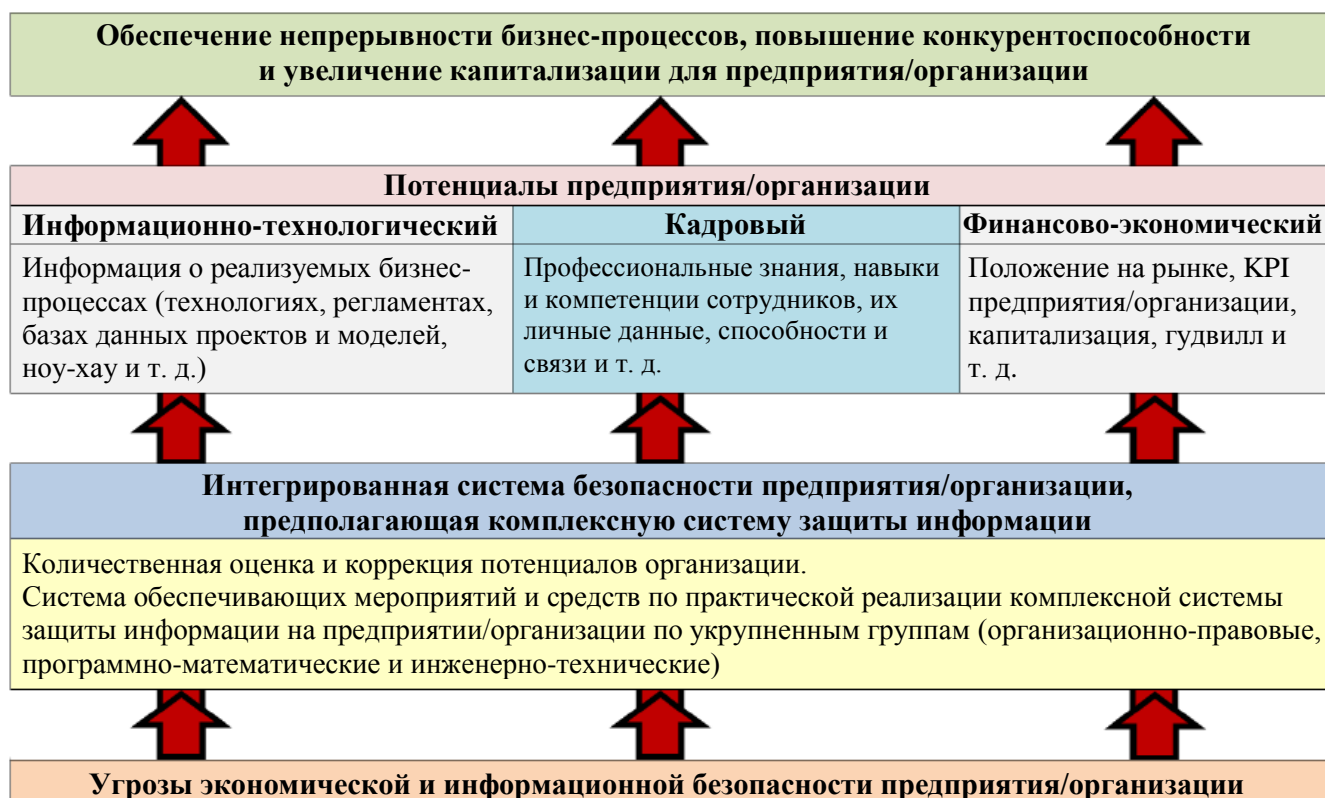 Обеспечение непрерывности бизнес-процессов, повышение конкурентоспособности
и увеличение капитализации для предприятия/организации
Потенциалы предприятия/организации
Информационно-технологический
Информация о реализуемых бизнес-
процессах (технологиях, регламентах,
базах данных проектов и моделей,
ноу-хау и т. д.)
Кадровый
Профессиональные знания, навыки
и компетенции сотрудников, их
личные данные, способности и
связи и т. д.
Финансово-экономический
Положение на рынке, KPI
предприятия/организации,
капитализация, гудвилл и
т. д.
Интегрированная система безопасности предприятия/организации,
предполагающая комплексную систему защиты информации
Количественная оценка и коррекция потенциалов организации.
Система обеспечивающих мероприятий и средств по практической реализации комплексной системы
защиты информации на предприятии/организации по укрупненным группам (организационно-правовые,
программно-математические и инженерно-технические)
Угрозы экономической и информационной безопасности предприятия/организации